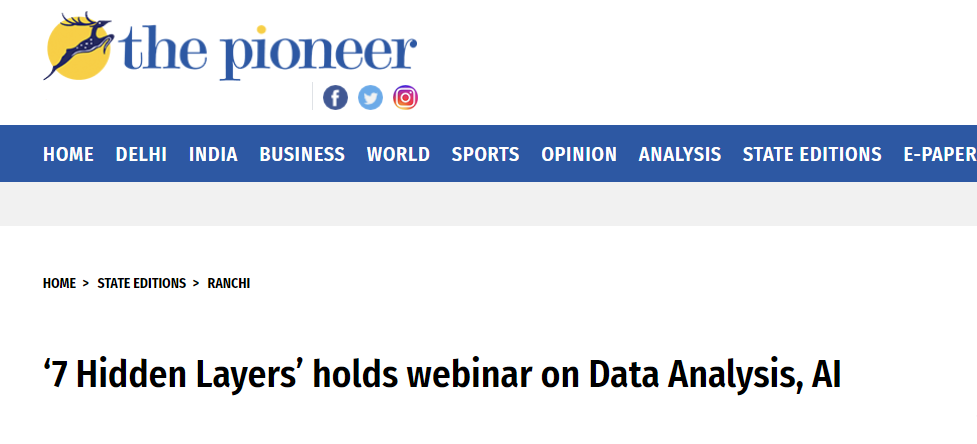 the pioneer
HOME DELHI INDIA BUSINESS WORLD SPORTS OPINION ANALYSIS STATE EDITIONS E-PAPER
HOME > STATE EDITIONS > RANCHI
‘7 Hidden Layers’ holds webinar on Data Analysis, AI